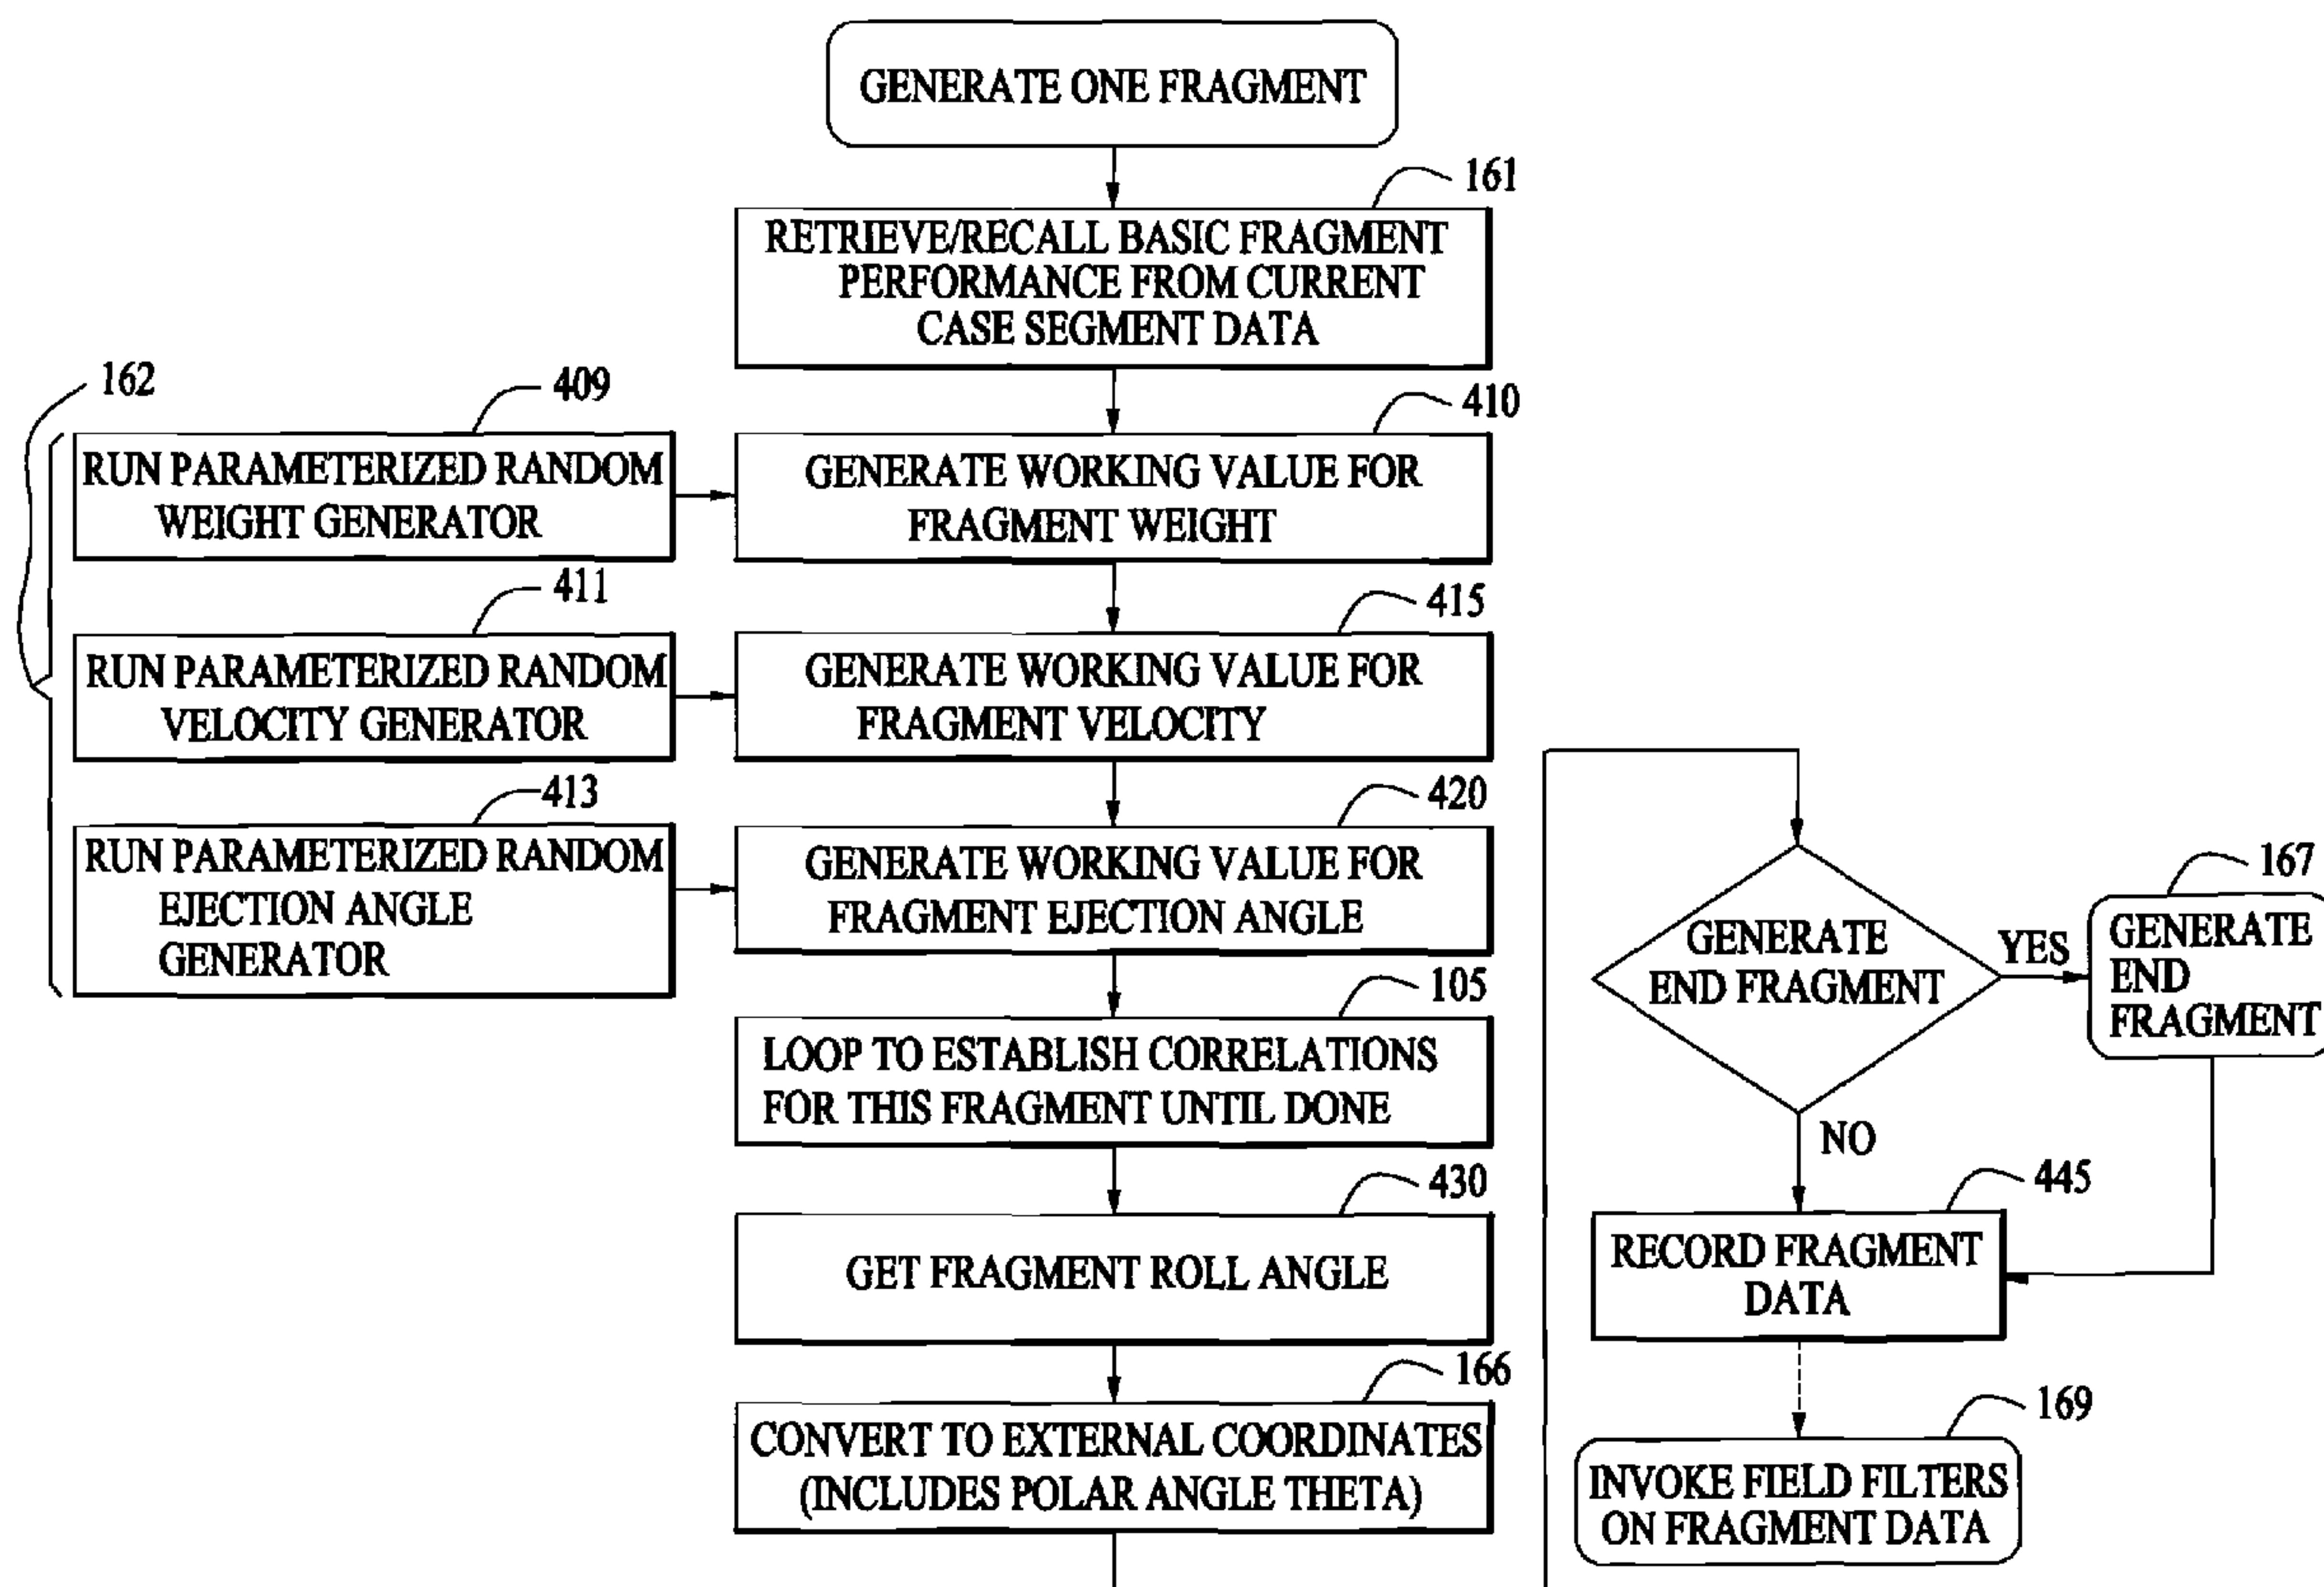 GENERATE ONE FRAGMENT
161
RETRIEVE/RECALL BASIC FRAGMENT
PERFORMANCE FROM CURRENT
CASE SEGMENT DATA
162
409
RUN PARAMETERIZED RANDOM
WEIGHT GENERATOR
410
GENERATE WORKING VALUE FOR
FRAGMENT WEIGHT
411
RUN PARAMETERIZED RANDOM
VELOCITY GENERATOR
415
GENERATE WORKING VALUE FOR
FRAGMENT VELOCITY
413
RUN PARAMETERIZED RANDOM
EJECTION ANGLE
GENERATOR
420
GENERATE WORKING VALUE FOR
FRAGMENT EJECTION ANGLE
105
LOOP TO ESTABLISH CORRELATIONS
FOR THIS FRAGMENT UNTIL DONE
430
GET FRAGMENT ROLL ANGLE
166
CONVERT TO EXTERNAL COORDINATES
(INCLUDES POLAR ANGLE THETA)
GENERATE
END FRAGMENT
YES
167
GENERATE
END
FRAGMENT
NO
445
RECORD FRAGMENT
DATA
169
INVOKE FIELD FILTERS
ON FRAGMENT DATA